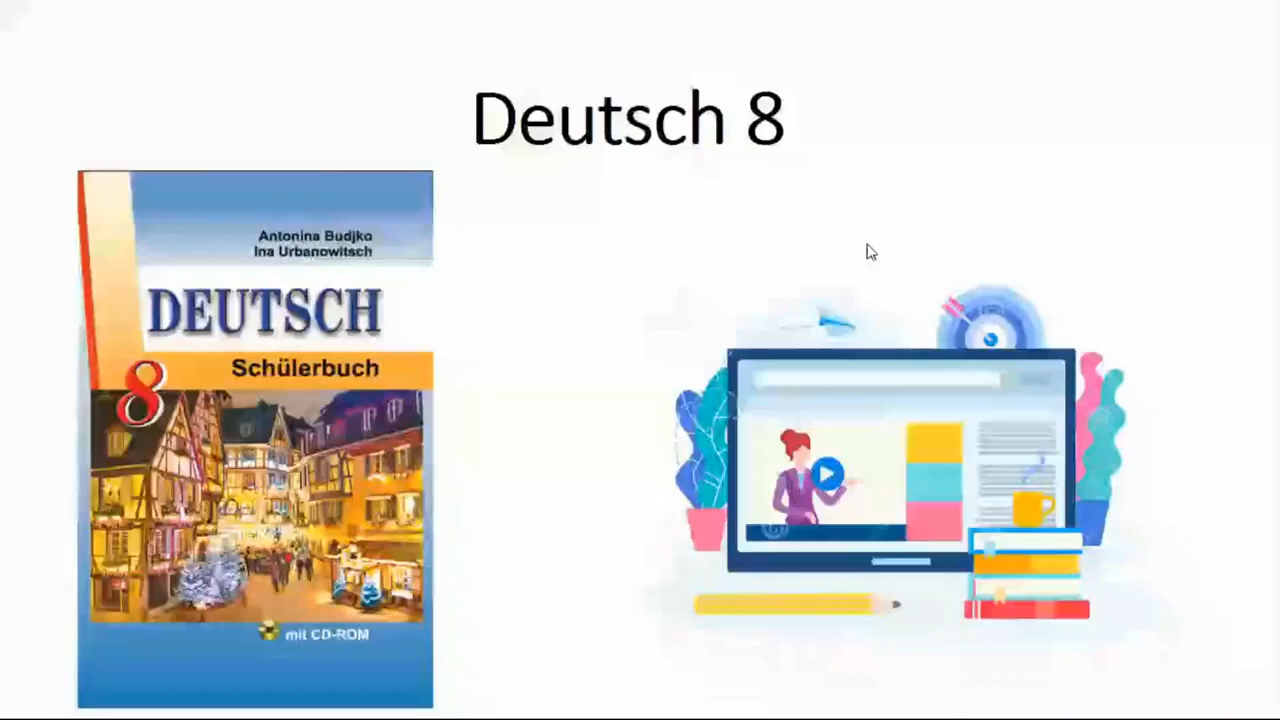 Deutsch 8
Antonina Budjko
Ina Urbanowitsch
DEUTSCH
Schülerbuch
8
mit CD-ROM